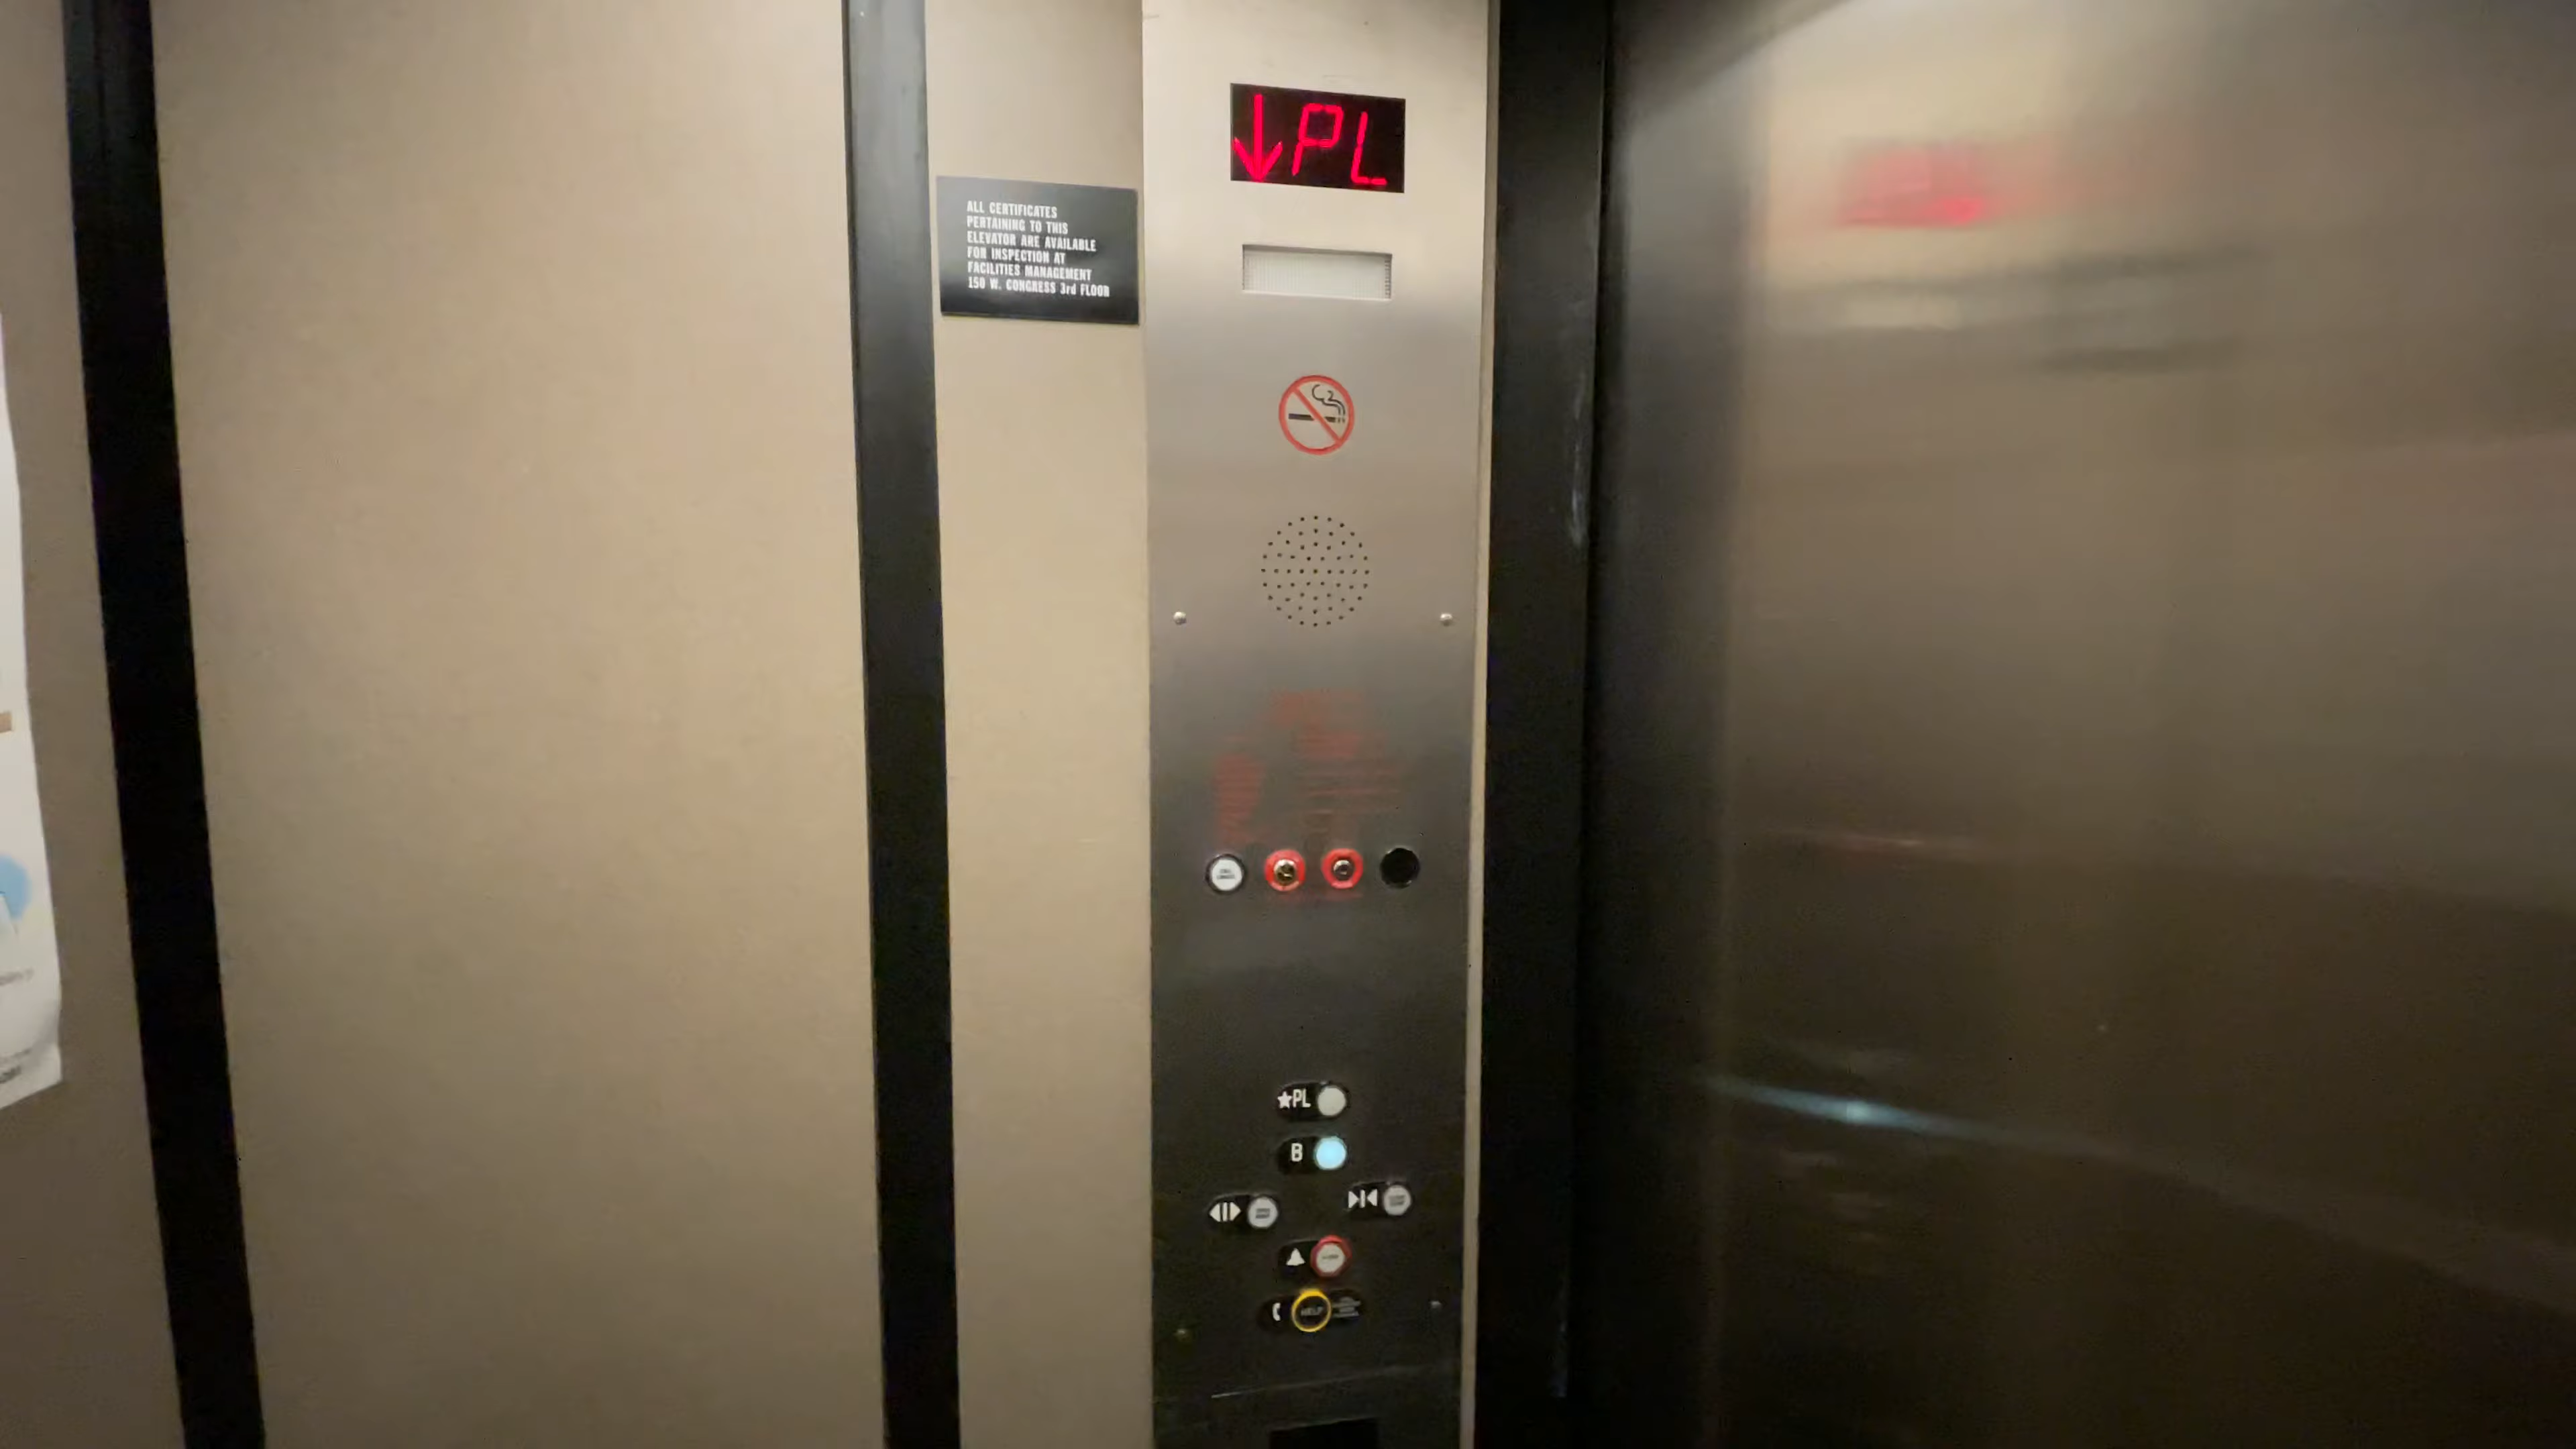 ↓PL
ALL CERTIFICATES
PERTAINING TO THIS
ELEVATOR ARE AVAILABLE
FOR INSPECTION AT
FACILITIES MANAGEMENT
150 W. CONGRESS 3rd FLOOR
★PL
B
HELP